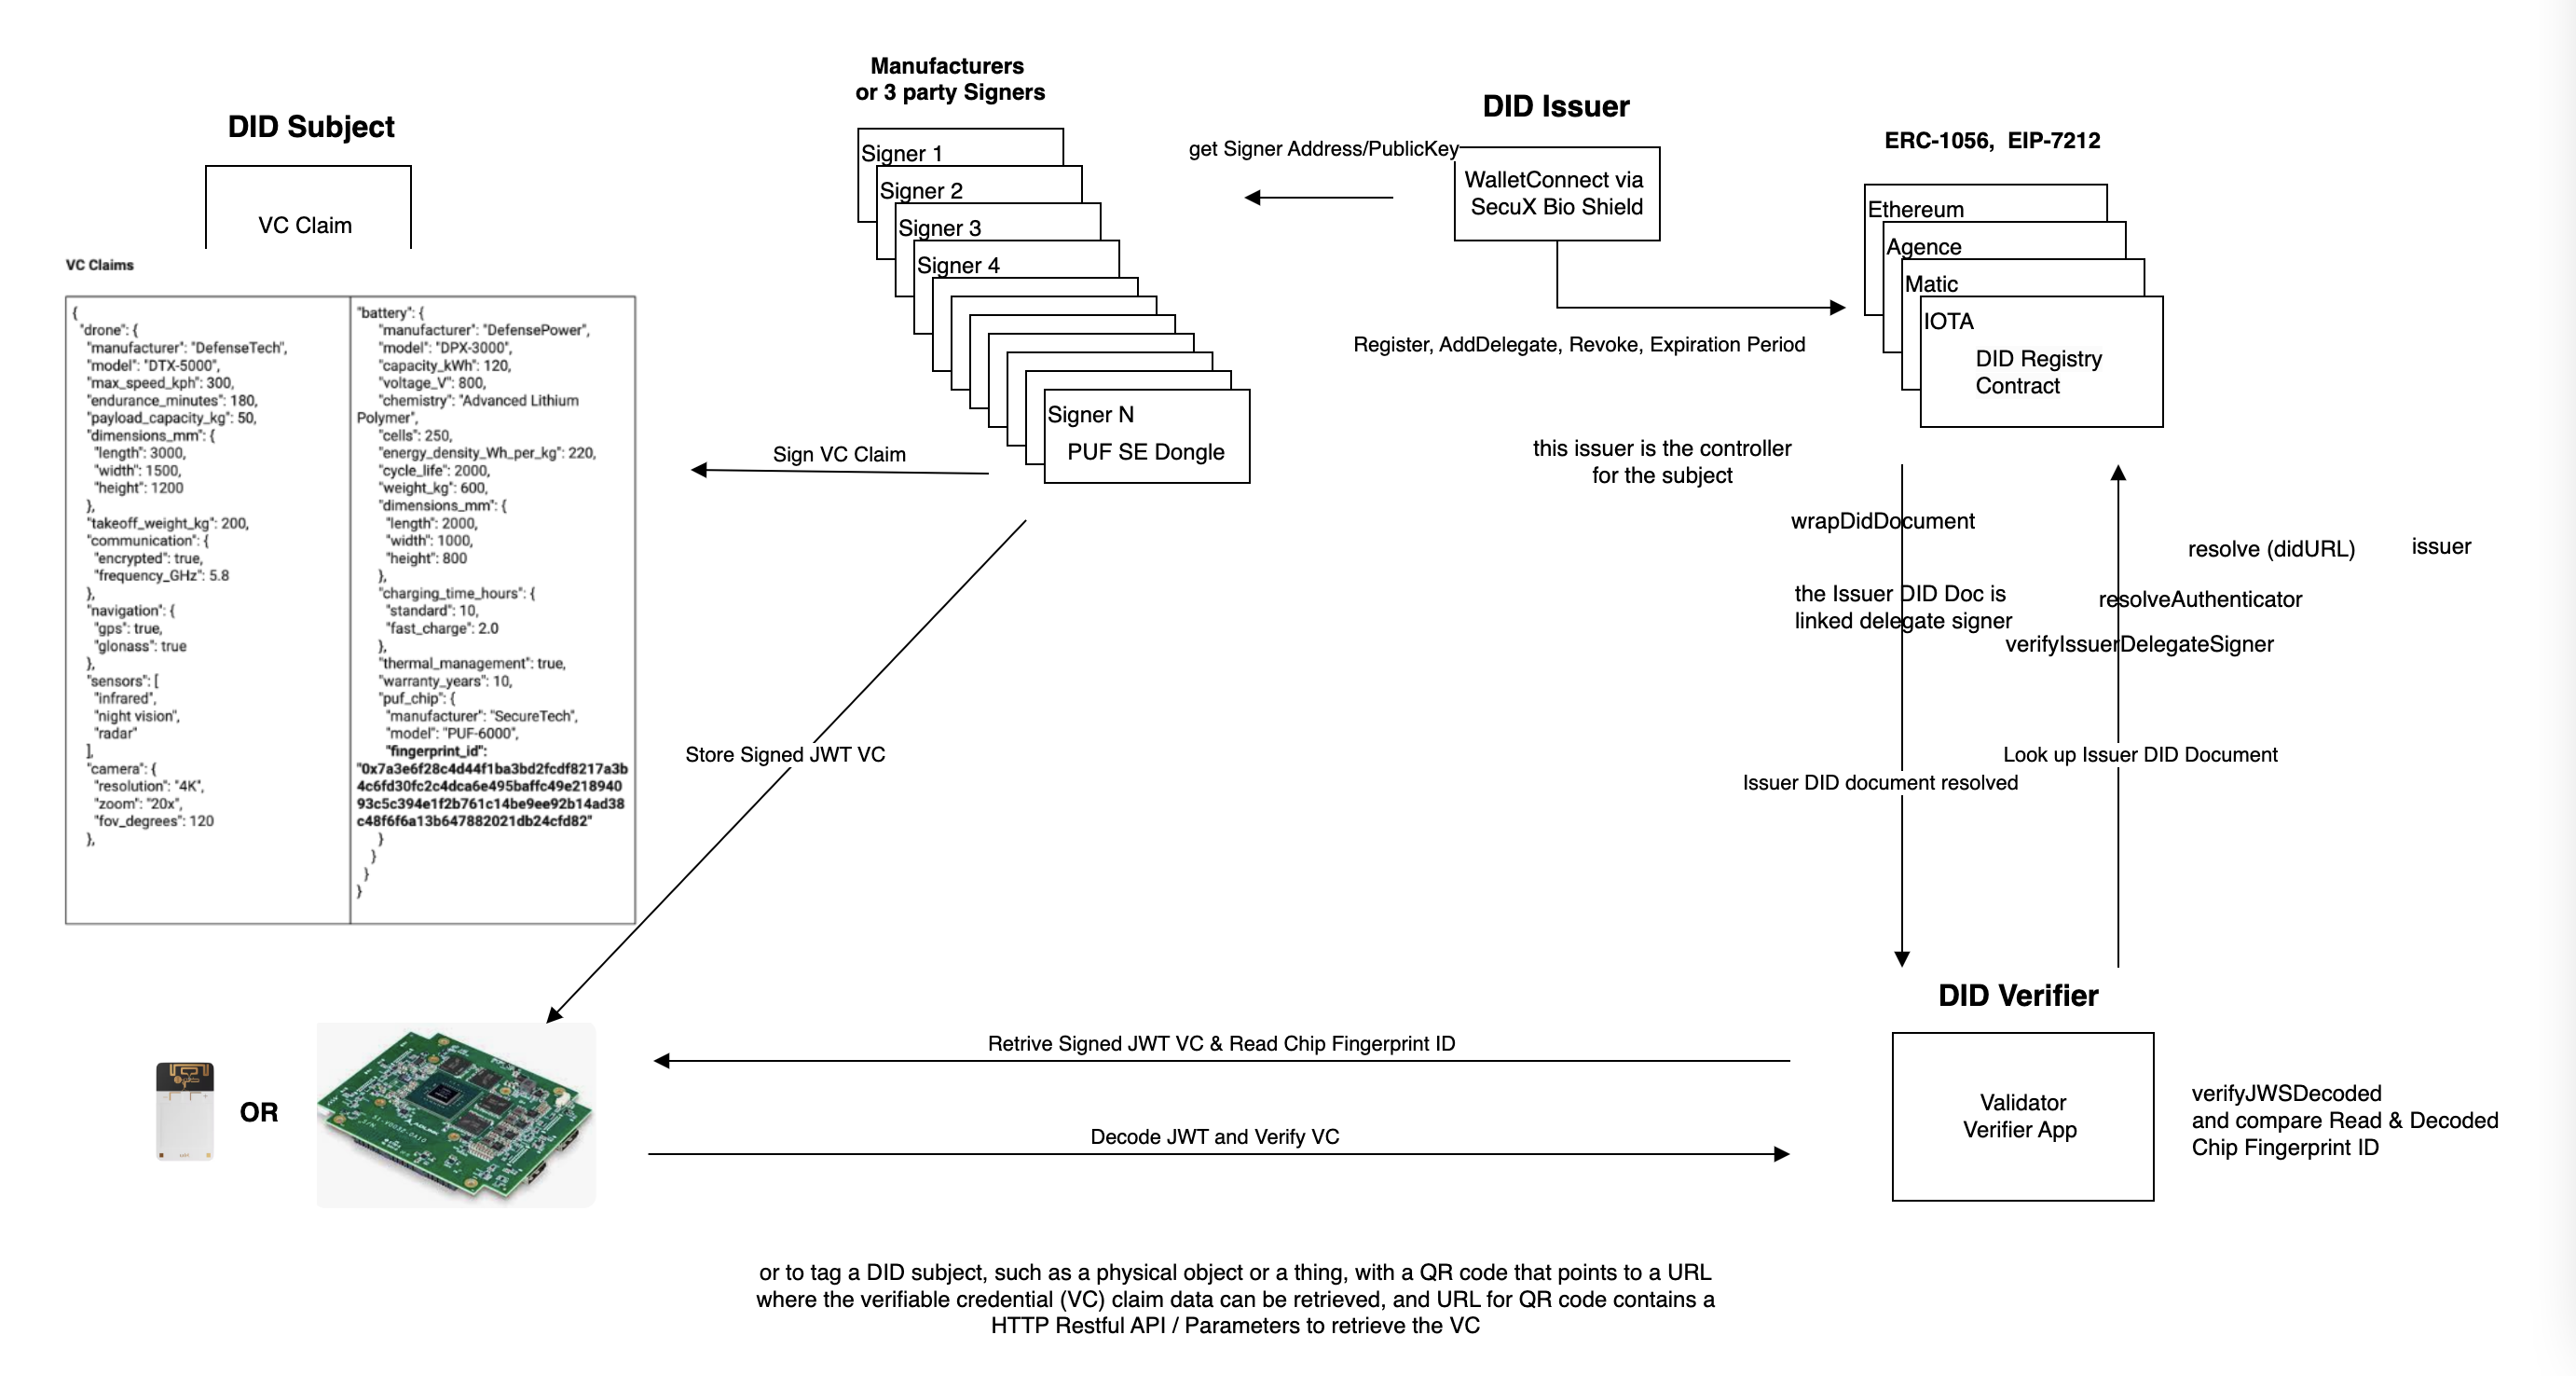 DID Subject
VC Claim
VC Claims
{
"drone": {
"manufacturer": "DefenseTech",
"model": "DTX-5000",
"max_speed_kph": 300,
"endurance_minutes": 180,
"payload_capacity_kg": 50,
"dimensions_mm": {
"length": 3000,
"width": 1500,
"height": 1200
},
"takeoff_weight_kg": 200,
"communication": {
"encrypted": true,
"frequency_GHz": 5.8
},
"navigation": {
"gps": true,
"glonass": true
},
"sensors": [
"infrared",
"night vision",
"radar"
],
"camera": {
"resolution": "4K",
"zoom": "20x",
"fov_degrees": 120
},
"battery": {
"manufacturer": "DefensePower",
"model": "DPX-3000",
"capacity_kWh": 120,
"voltage_V": 800,
"chemistry": "Advanced Lithium
Polymer",
"cells": 250,
"energy_density_Wh_per_kg": 220,
"cycle_life": 2000,
"weight_kg": 600,
"dimensions_mm": {
"length": 2000,
"width": 1000,
"height": 800
},
"charging_time_hours": {
"standard": 10,
"fast_charge": 2.0
},
"thermal_management": true,
"warranty_years": 10,
"puf_chip": {
"manufacturer": "SecureTech",
"model": "PUF-6000",
"fingerprint_id":
"0x7a3e6f28c4d44f1ba3bd2fcdf8217a3b
4c6fd30fc2c4dca6e495baffc49e218940
93c5c394e1f2b761c14be9ee92b14ad38
c48f6f6a13b647882021db24cfd82"
}
}
}
}
Manufacturers
or 3 party Signers
Signer 1
Signer 2
Signer 3
Signer 4
Signer N
PUF SE Dongle
Sign VC Claim
Store Signed JWT VC
DID Issuer
get Signer Address/PublicKey
WalletConnect via
SecuX Bio Shield
Register, AddDelegate, Revoke, Expiration Period
ERC-1056, EIP-7212
Ethereum
Agence
Matic
IOTA
DID Registry
Contract
this issuer is the controller
for the subject
wrapDidDocument
the Issuer DID Doc is
linked delegate signer
Issuer DID document resolved
resolve (didURL)
issuer
resolveAuthenticator
verifyIssuerDelegateSigner
Look up Issuer DID Document
DID Verifier
Validator
Verifier App
verifyJWSDecoded
and compare Read & Decoded
Chip Fingerprint ID
OR
Retrive Signed JWT VC & Read Chip Fingerprint ID
Decode JWT and Verify VC
or to tag a DID subject, such as a physical object or a thing, with a QR code that points to a URL
where the verifiable credential (VC) claim data can be retrieved, and URL for QR code contains a
HTTP Restful API / Parameters to retrieve the VC